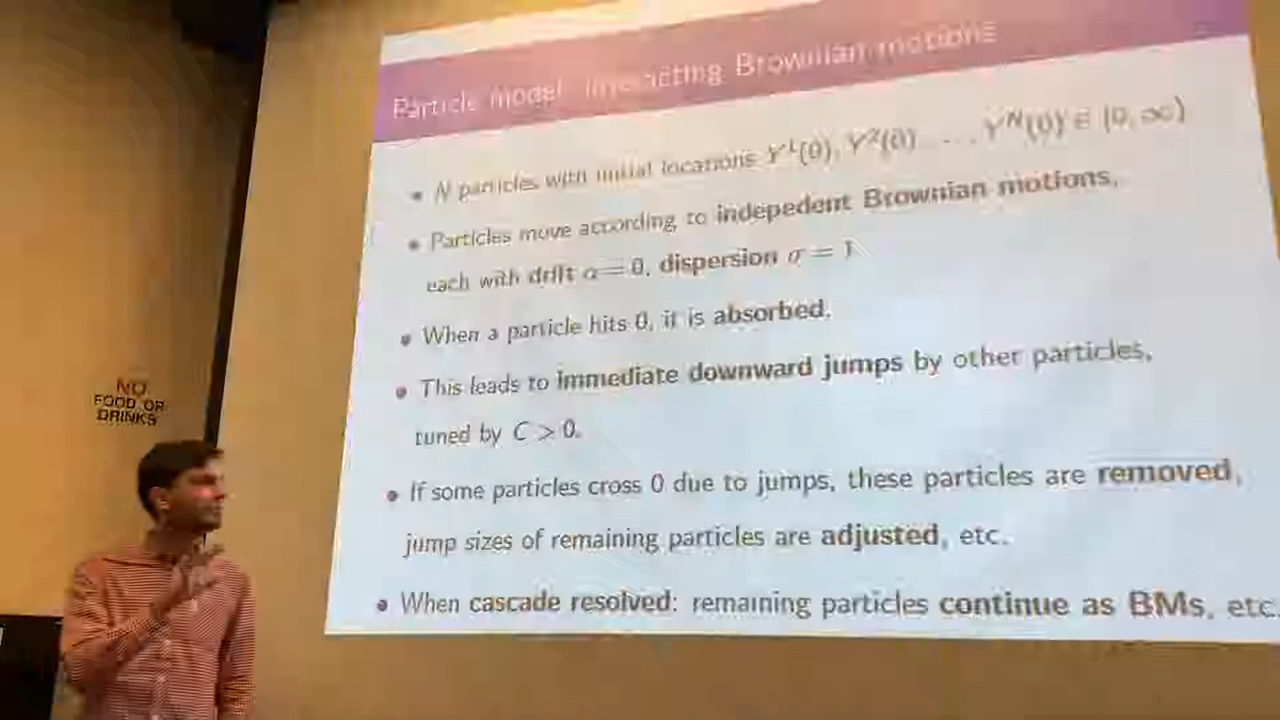 Particle model: Interacting Brownian motions
• N particles with initial locations Y¹(0), Y²(0), ..., Yᴺ(0) ∈ [0, ∞)
• Particles move according to indepedent Brownian motions,
each with drift α = 0, dispersion σ = 1
• When a particle hits 0, it is absorbed.
• This leads to immediate downward jumps by other particles,
tuned by C > 0.
• If some particles cross 0 due to jumps, these particles are removed,
jump sizes of remaining particles are adjusted, etc.
• When cascade resolved: remaining particles continue as BMs, etc.
NO
FOOD OR
DRINKS